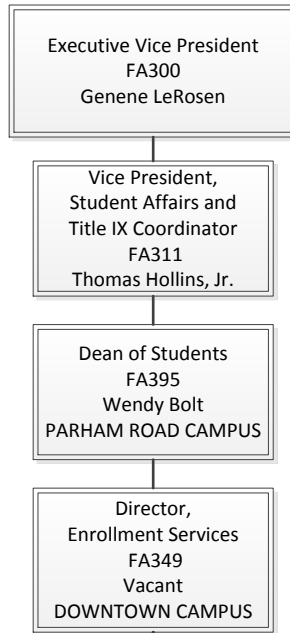 Executive Vice President
FA300
Genene LeRosen
Vice President,
Student Affairs and
Title IX Coordinator
FA311
Thomas Hollins, Jr.
Dean of Students
FA395
Wendy Bolt
PARHAM ROAD CAMPUS
Director,
Enrollment Services
FA349
Vacant
DOWNTOWN CAMPUS